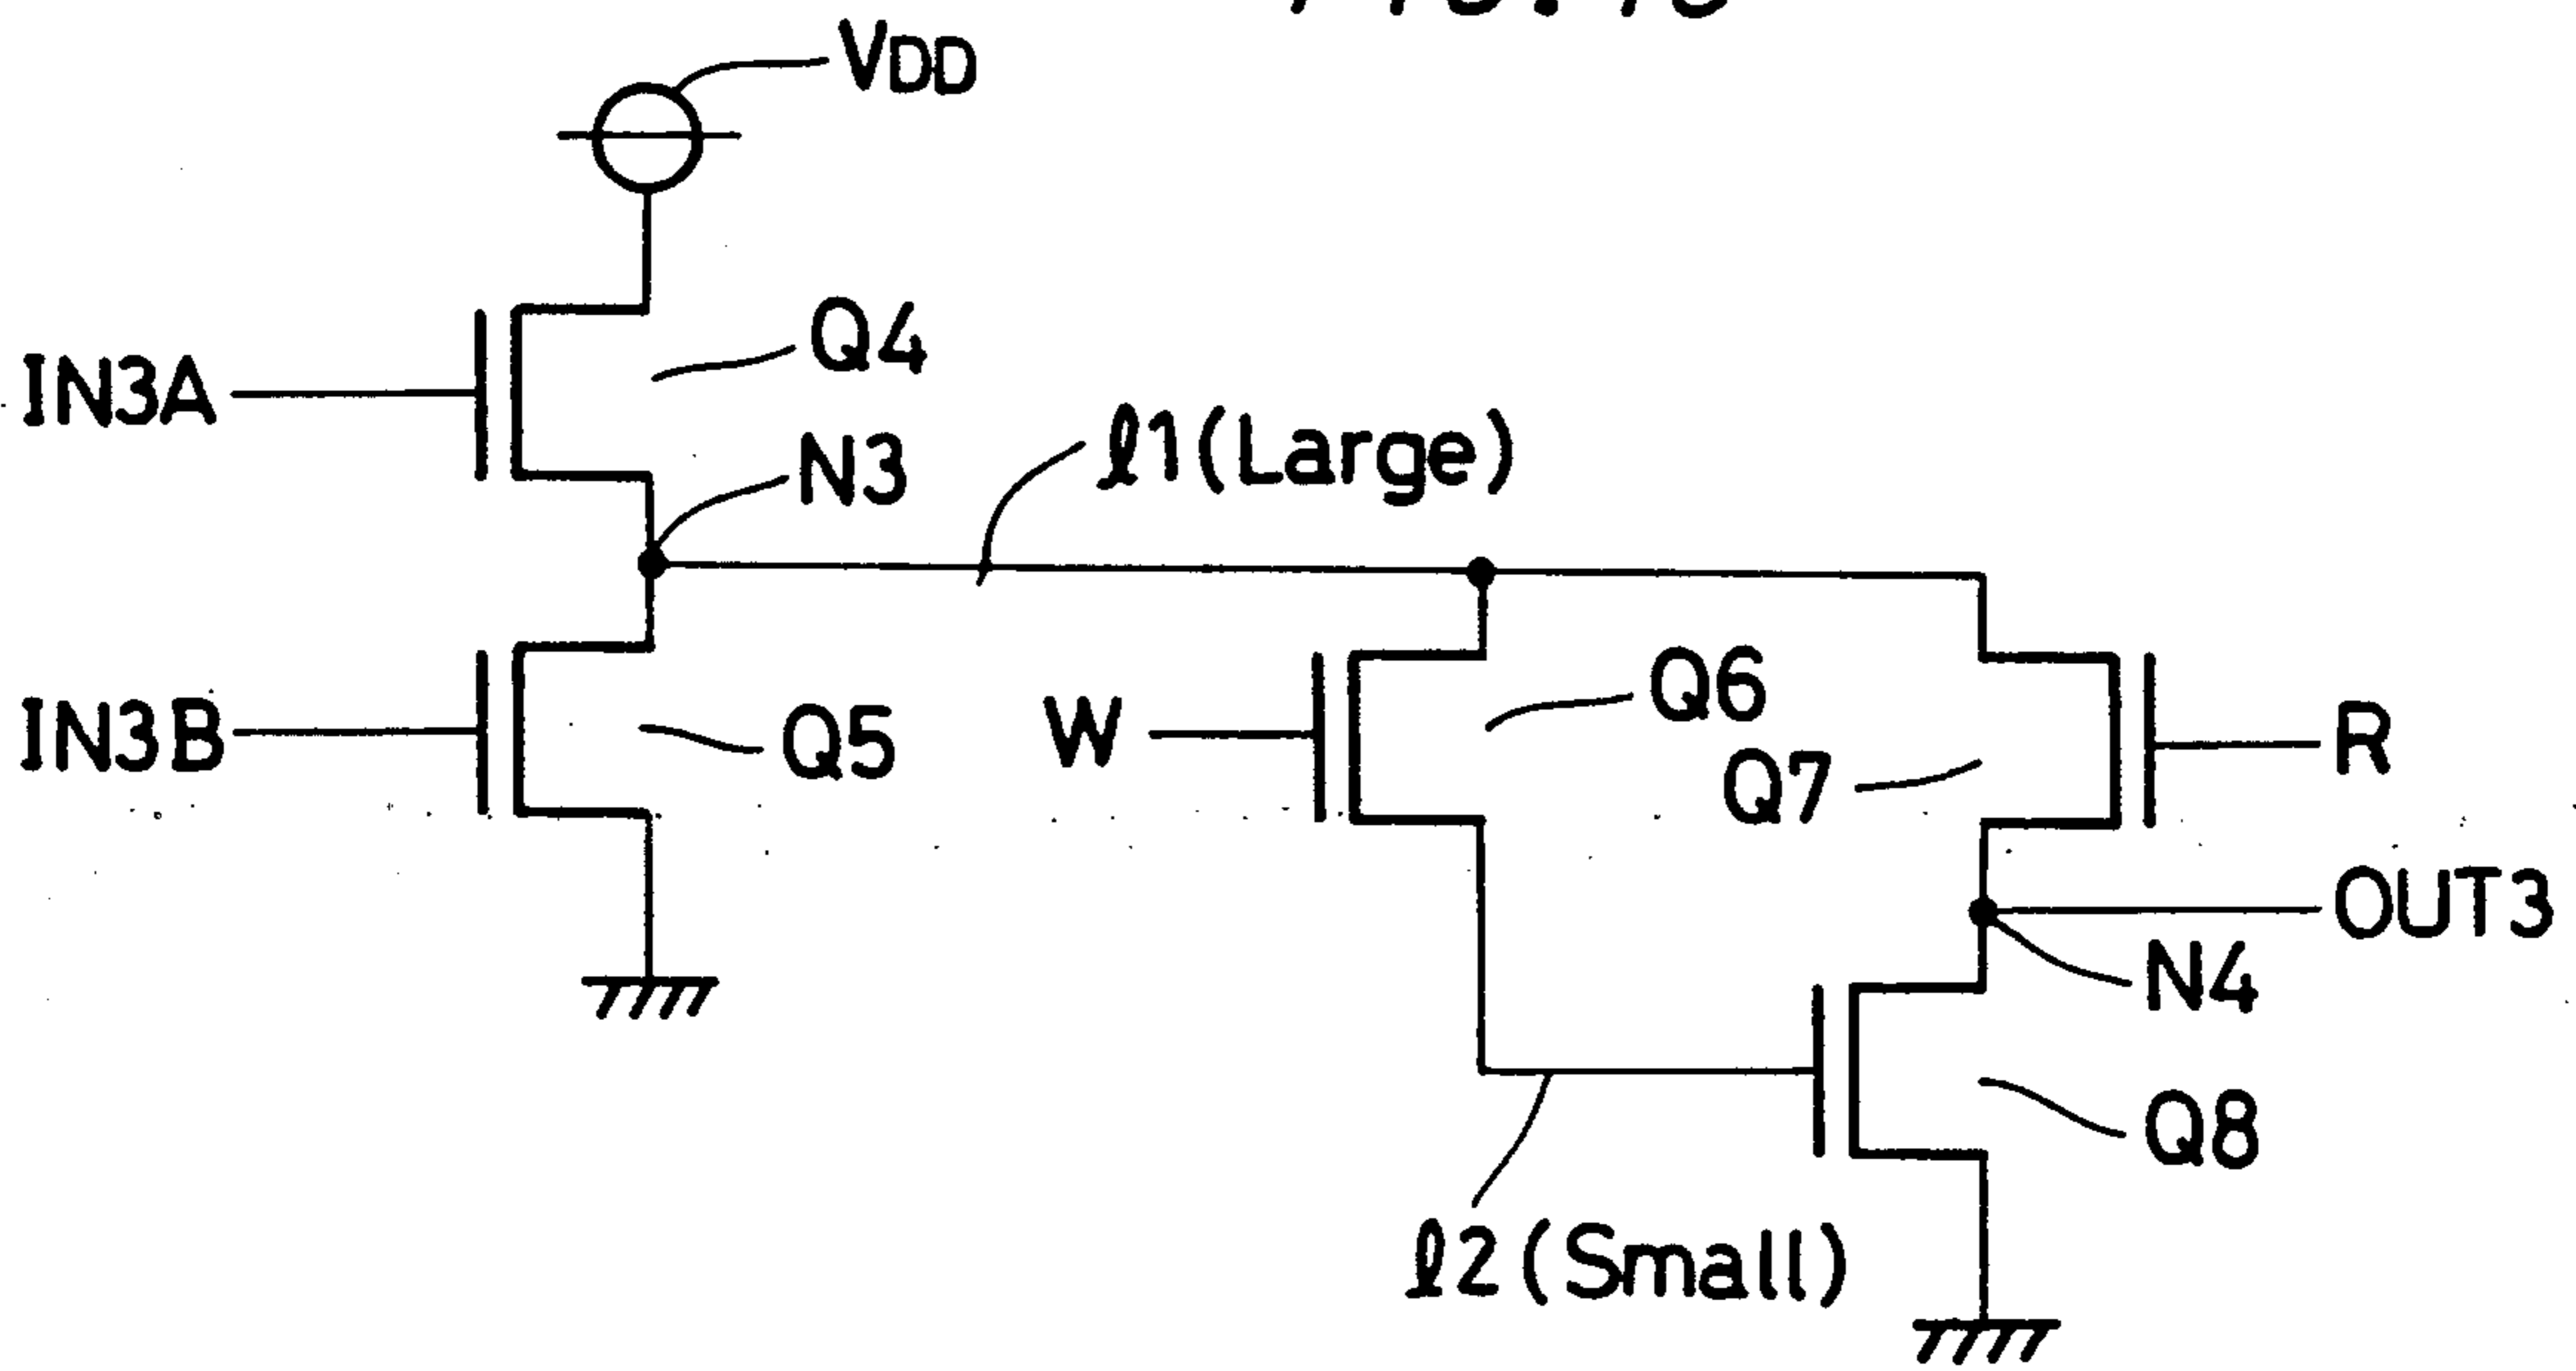 VDD
Q4
IN3A
N3
ℓ1(Large)
IN3B
Q5
W
Q6
Q7
R
OUT3
N4
Q8
ℓ2(Small)